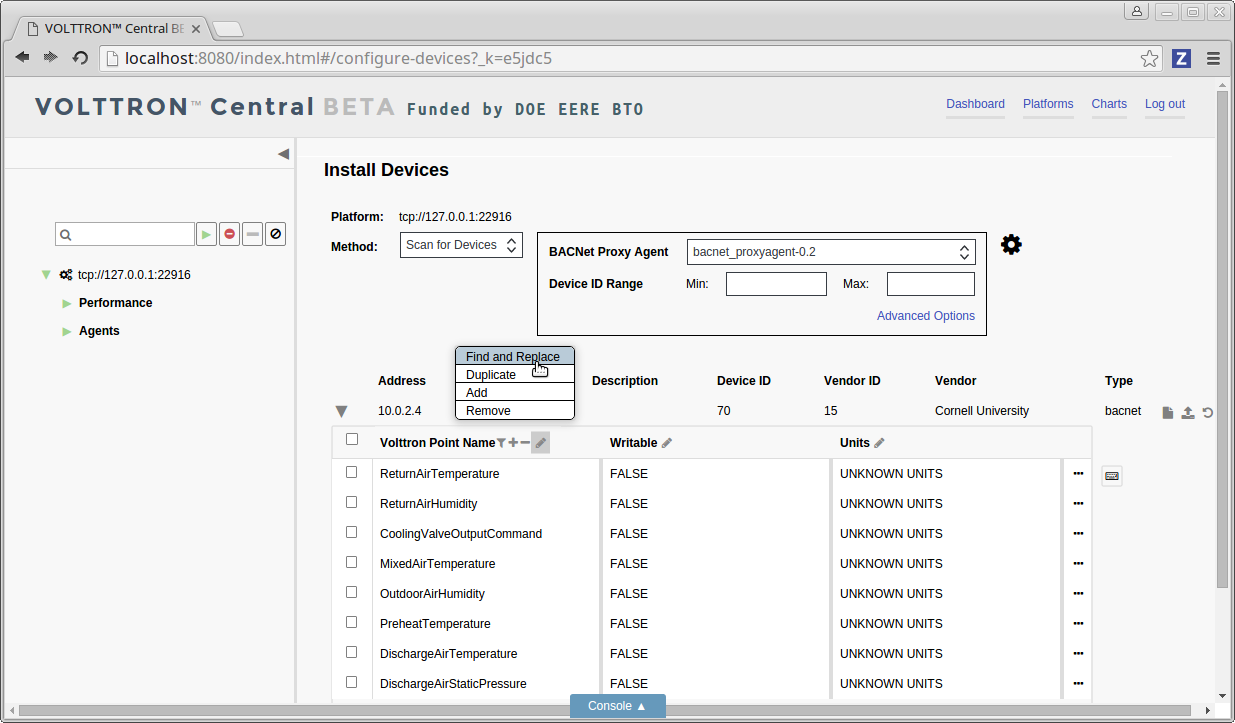 VOLTTRON™ Central BE
localhost:8080/index.html#/configure-devices?_k=e5jdc5
Z
VOLTTRON™ Central BETA Funded by DOE EERE BTO
Dashboard Platforms Charts Log out
Install Devices
Platform: tcp://127.0.0.1:22916
Method: Scan for Devices
BACNet Proxy Agent bacnet_proxyagent-0.2
Device ID Range Min: Max:
Advanced Options
tcp://127.0.0.1:22916
Performance
Agents
Find and Replace
Duplicate
Add
Remove
Address Description Device ID Vendor ID Vendor Type
10.0.2.4 70 15 Cornell University bacnet
Volttron Point Name Writable Units
ReturnAirTemperature FALSE UNKNOWN UNITS
ReturnAirHumidity FALSE UNKNOWN UNITS
CoolingValveOutputCommand FALSE UNKNOWN UNITS
MixedAirTemperature FALSE UNKNOWN UNITS
OutdoorAirHumidity FALSE UNKNOWN UNITS
PreheatTemperature FALSE UNKNOWN UNITS
DischargeAirTemperature FALSE UNKNOWN UNITS
DischargeAirStaticPressure FALSE UNKNOWN UNITS
Console ▲